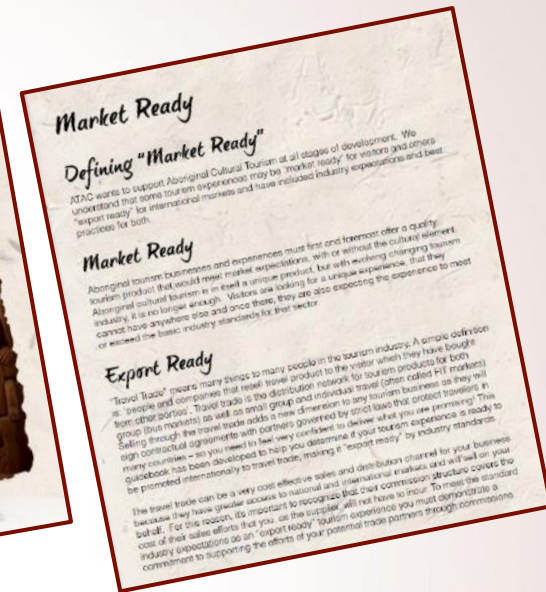 Market Ready
Defining "Market Ready"
ATAC wants to support Aboriginal Cultural Tourism at all stages of development. We
understand that some tourism experiences may be "market ready" for visitors and others
"export ready" for international markets and have included industry expectations and best
practices for both.
Market Ready
Aboriginal tourism businesses and experiences must first and foremost offer a quality
tourism product that would meet market expectations, with or without the cultural element.
Aboriginal cultural tourism is in itself a unique product, but with evolving changing tourism
industry, it is no longer enough. Visitors are looking for a unique experience, that they
cannot have anywhere else and once there, they are also expecting the experience to meet
or exceed the basic industry standards for that sector.
Export Ready
"Travel Trade" means many things to many people in the tourism industry. A simple definition
is: "people and companies that resell travel product to the visitor which they have bought
from other parties". Travel trade is the distribution network for tourism products for both
group (bus markets) as well as small group and individual travel (often called FIT markets)
Selling through the travel trade adds a new dimension to any tourism business as they will
sign contractual agreements with partners governed by strict laws that protect travelers in
many countries – so you need to feel very confident to deliver what you are promising! This
guidebook has been developed to help you determine if your tourism experience is ready to
be promoted internationally to travel trade, making it "export ready" by industry standards.
The travel trade can be a very cost effective sales and distribution channel for your business
because they have greater access to national and international markets and will sell on your
behalf. For this reason, it's important to recognize that their commission structure covers the
cost of their sales efforts that you, as the supplier, will not have to incur. To meet the standard
industry expectations as an "export ready" tourism experience you must demonstrate a
commitment to supporting the efforts of your potential trade partners through commissions